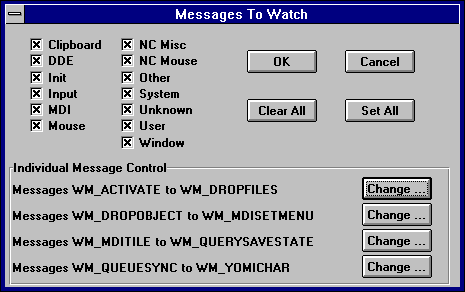 Messages To Watch
Clipboard
DDE
Init
Input
MDI
Mouse
NC Misc
NC Mouse
Other
System
Unknown
User
Window
OK
Cancel
Clear All
Set All
Individual Message Control
Messages WM_ACTIVATE to WM_DROPFILES
Change ...
Messages WM_DROPOBJECT to WM_MDISETMENU
Change ...
Messages WM_MDITILE to WM_QUERYSAVESTATE
Change ...
Messages WM_QUEUESYNC to WM_YOMICHAR
Change ...